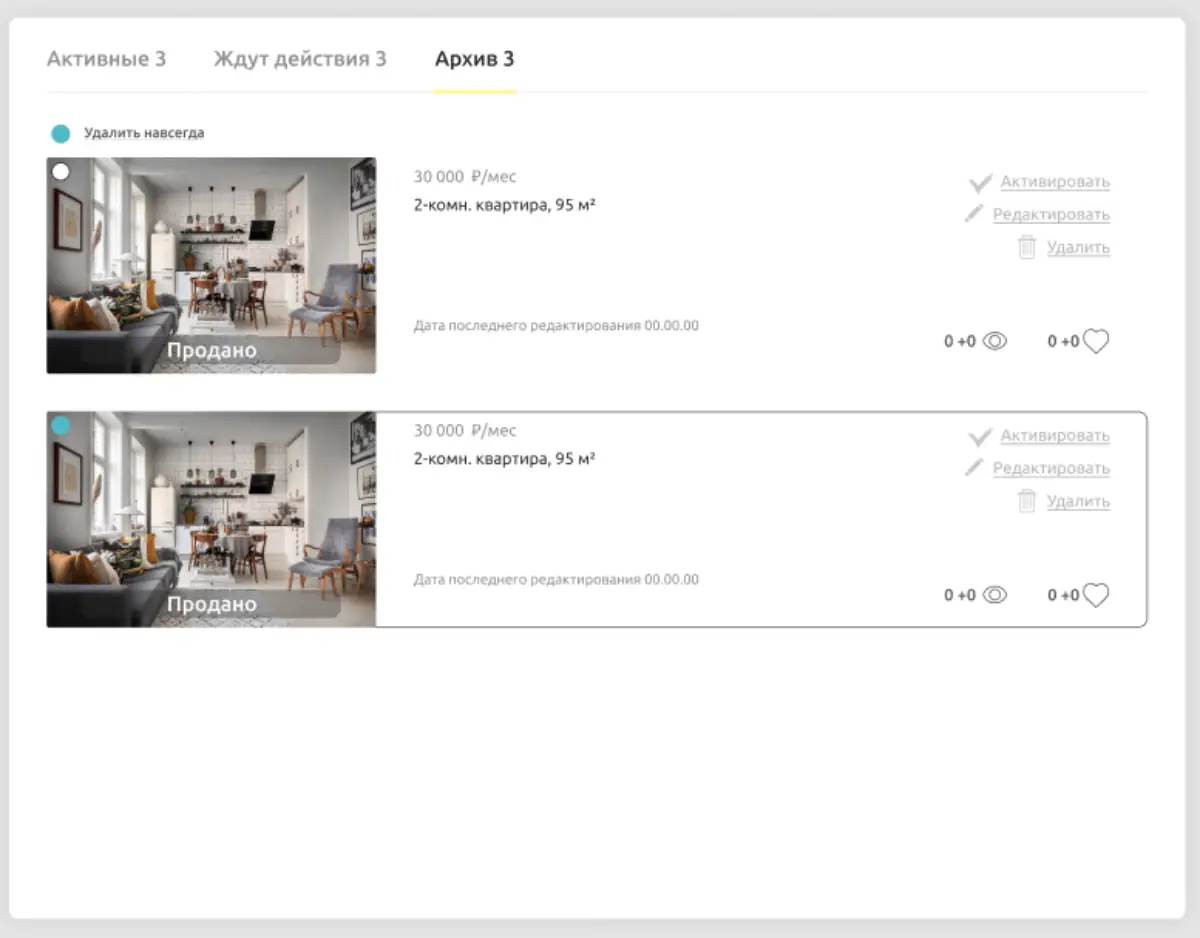 Активные 3 Ждут действия 3 Архив 3
Удалить навсегда
30 000 ₽/мес
2-комн. квартира, 95 м²
Активировать
Редактировать
Удалить
Дата последнего редактирования 00.00.00
0 +0 0 +0
Продано
30 000 ₽/мес
2-комн. квартира, 95 м²
Активировать
Редактировать
Удалить
Дата последнего редактирования 00.00.00
0 +0 0 +0
Продано